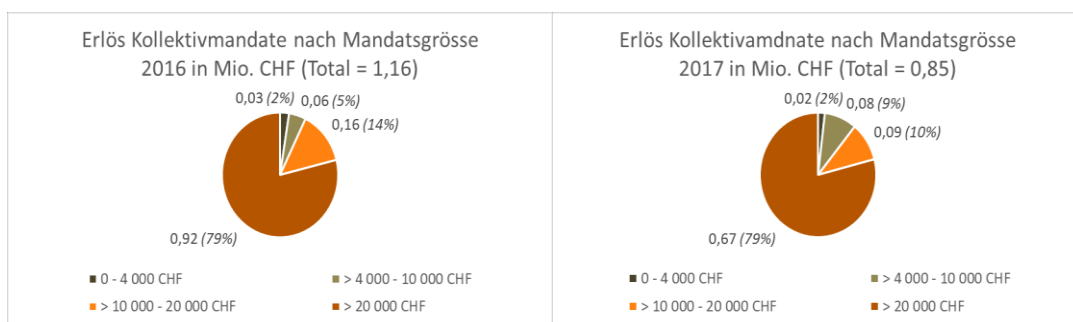 Erlös Kollektivmandate nach Mandatsgrösse
2016 in Mio. CHF (Total = 1,16)
0,03 (2%)
0,06 (5%)
0,16 (14%)
0,92 (79%)
0 - 4 000 CHF
> 4 000 - 10 000 CHF
> 10 000 - 20 000 CHF
> 20 000 CHF
Erlös Kollektivamdnate nach Mandatsgrösse
2017 in Mio. CHF (Total = 0,85)
0,02 (2%)
0,08 (9%)
0,09 (10%)
0,67 (79%)
0 - 4 000 CHF
> 4 000 - 10 000 CHF
> 10 000 - 20 000 CHF
> 20 000 CHF